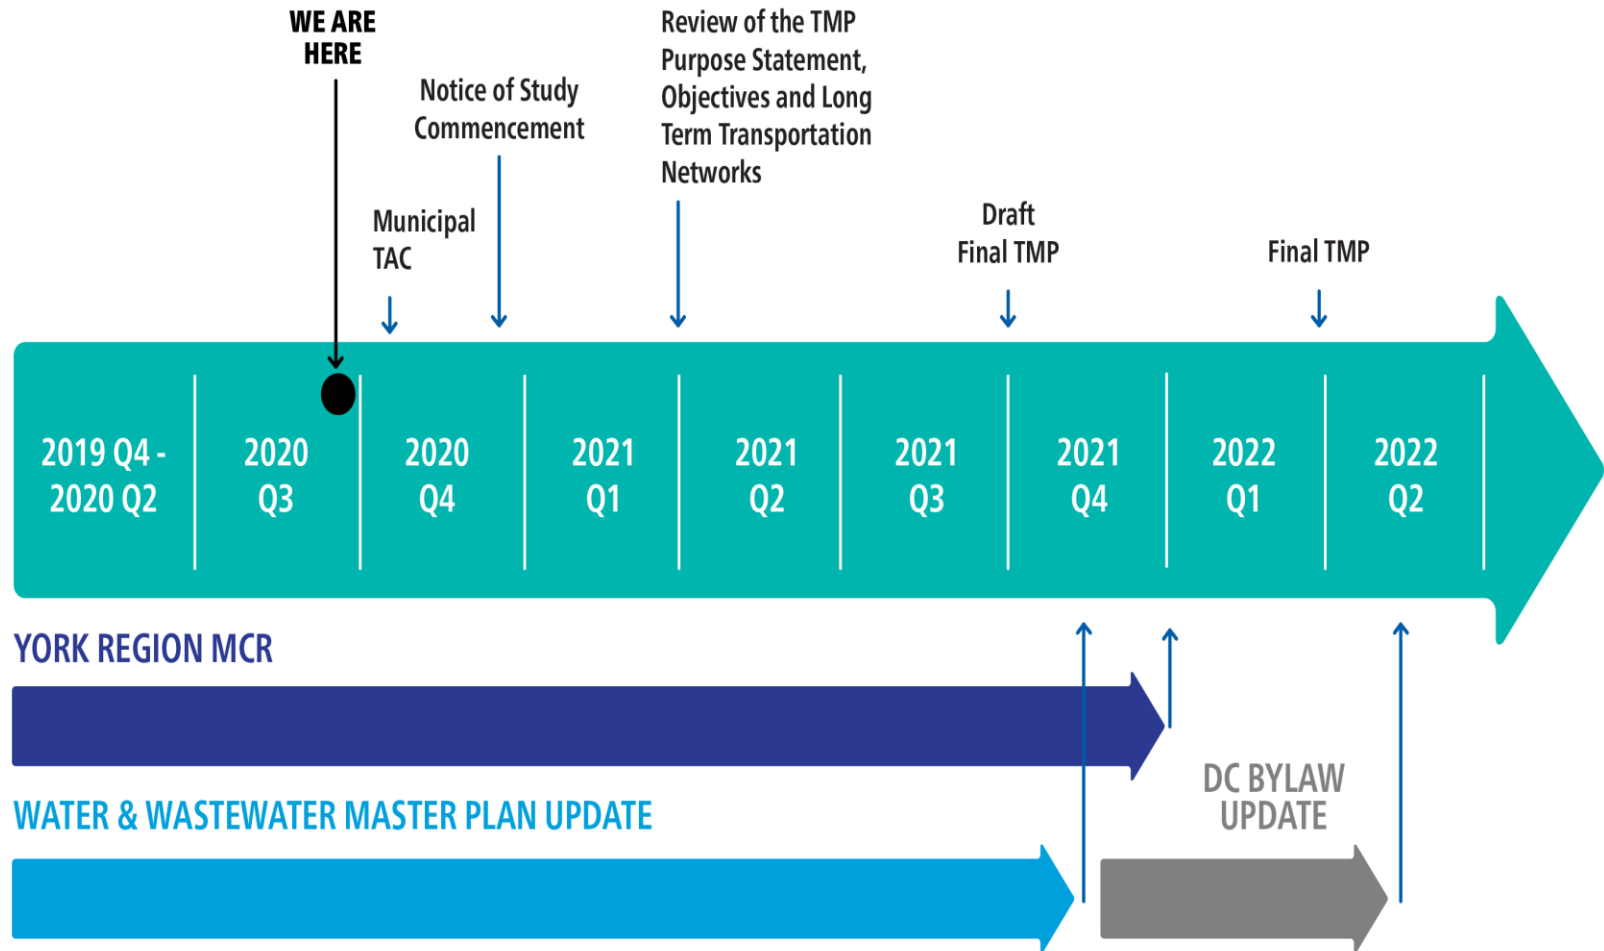 WE ARE
HERE
Notice of Study
Commencement
Review of the TMP
Purpose Statement,
Objectives and Long
Term Transportation
Networks
Municipal
TAC
Draft
Final TMP
Final TMP
2019 Q4 -
2020 Q2
2020
Q3
2020
Q4
2021
Q1
2021
Q2
2021
Q3
2021
Q4
2022
Q1
2022
Q2
YORK REGION MCR
WATER & WASTEWATER MASTER PLAN UPDATE
DC BYLAW
UPDATE